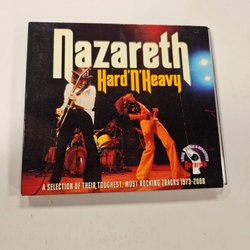 Nazareth
Hard'N'Heavy
A SELECTION OF THEIR TOUGHEST, MOST ROCKING TRACKS 1973-2008